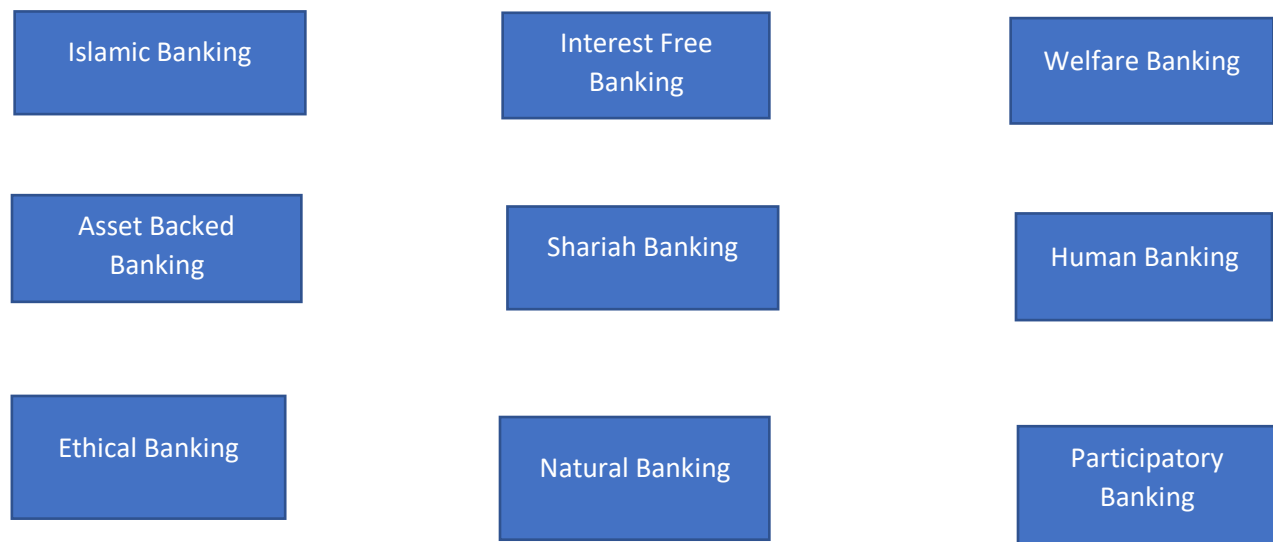 Islamic Banking
Interest Free
Banking
Welfare Banking
Asset Backed
Banking
Shariah Banking
Human Banking
Ethical Banking
Natural Banking
Participatory
Banking